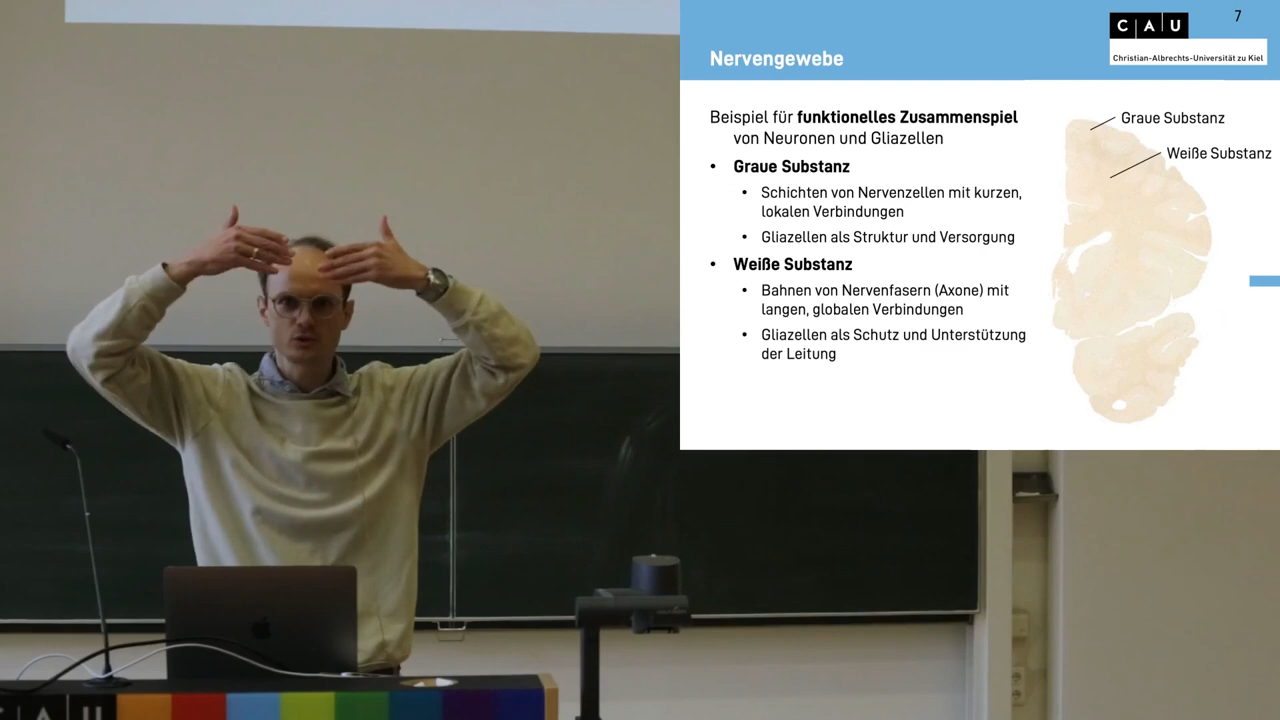 7
C A U
Christian-Albrechts-Universität zu Kiel
Nervengewebe
Beispiel für funktionelles Zusammenspiel
von Neuronen und Gliazellen
• Graue Substanz
• Schichten von Nervenzellen mit kurzen,
lokalen Verbindungen
• Gliazellen als Struktur und Versorgung
• Weiße Substanz
• Bahnen von Nervenfasern (Axone) mit
langen, globalen Verbindungen
• Gliazellen als Schutz und Unterstützung
der Leitung
Graue Substanz
Weiße Substanz
C A U